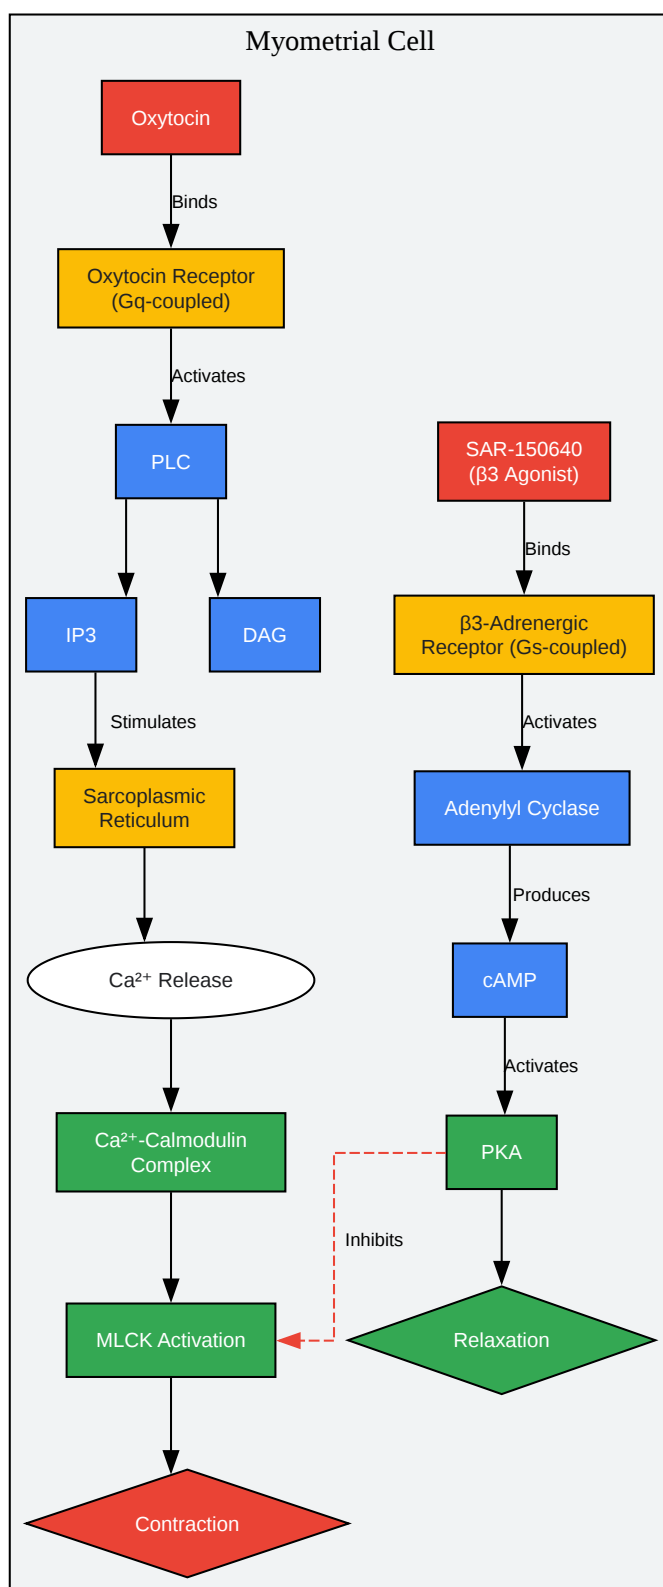 Myometrial Cell
Oxytocin
Binds
Oxytocin Receptor
(Gq-coupled)
Activates
PLC
IP3
DAG
Stimulates
Sarcoplasmic
Reticulum
Ca²⁺ Release
Ca²⁺-Calmodulin
Complex
MLCK Activation
Contraction
SAR-150640
(β3 Agonist)
Binds
β3-Adrenergic
Receptor (Gs-coupled)
Activates
Adenylyl Cyclase
Produces
cAMP
Activates
PKA
Inhibits
Relaxation